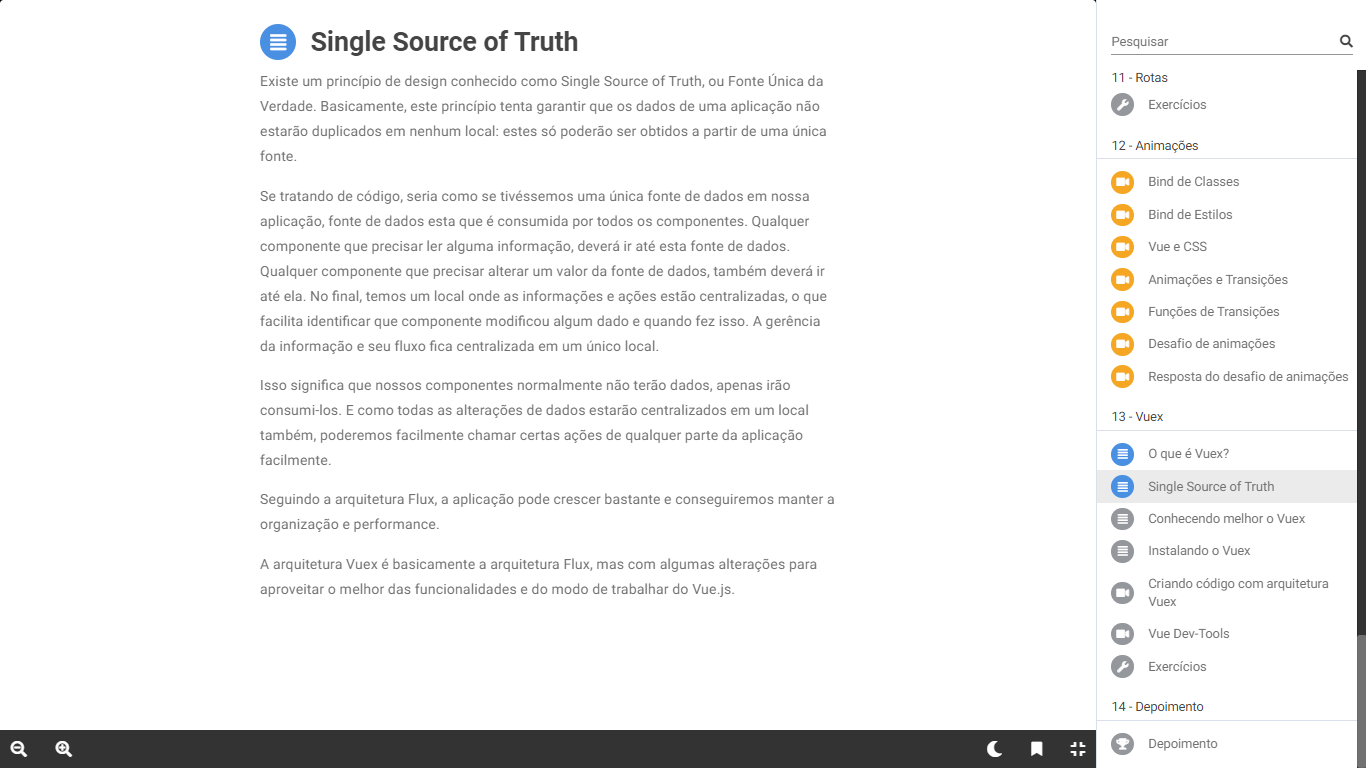 Single Source of Truth
Existe um princípio de design conhecido como Single Source of Truth, ou Fonte Única da
Verdade. Basicamente, este princípio tenta garantir que os dados de uma aplicação não
estarão duplicados em nenhum local: estes só poderão ser obtidos a partir de uma única
fonte.
Se tratando de código, seria como se tivéssemos uma única fonte de dados em nossa
aplicação, fonte de dados esta que é consumida por todos os componentes. Qualquer
componente que precisar ler alguma informação, deverá ir até esta fonte de dados.
Qualquer componente que precisar alterar um valor da fonte de dados, também deverá ir
até ela. No final, temos um local onde as informações e ações estão centralizadas, o que
facilita identificar que componente modificou algum dado e quando fez isso. A gerência
da informação e seu fluxo fica centralizada em um único local.
Isso significa que nossos componentes normalmente não terão dados, apenas irão
consumi-los. E como todas as alterações de dados estarão centralizados em um local
também, poderemos facilmente chamar certas ações de qualquer parte da aplicação
facilmente.
Seguindo a arquitetura Flux, a aplicação pode crescer bastante e conseguiremos manter a
organização e performance.
A arquitetura Vuex é basicamente a arquitetura Flux, mas com algumas alterações para
aproveitar o melhor das funcionalidades e do modo de trabalhar do Vue.js.
Pesquisar
11 - Rotas
Exercícios
12 - Animações
Bind de Classes
Bind de Estilos
Vue e CSS
Animações e Transições
Funções de Transições
Desafio de animações
Resposta do desafio de animações
13 - Vuex
O que é Vuex?
Single Source of Truth
Conhecendo melhor o Vuex
Instalando o Vuex
Criando código com arquitetura
Vuex
Vue Dev-Tools
Exercícios
14 - Depoimento
Depoimento